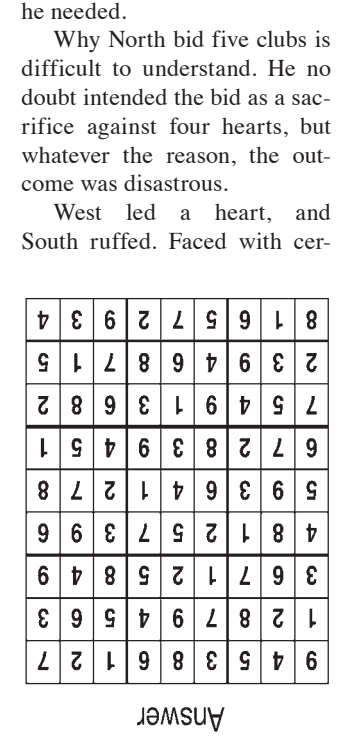 he needed.
Why North bid five clubs is
difficult to understand. He no
doubt intended the bid as a sac-
rifice against four hearts, but
whatever the reason, the out-
come was disastrous.
West led a heart, and
South ruffed. Faced with cer-
Answer
9 4 5 3 8 6 1 2 7
1 2 8 7 9 4 5 6 3
3 6 7 1 2 5 8 4 9
4 8 1 2 5 7 3 9 6
5 9 3 6 4 1 2 7 8
6 7 2 8 3 9 4 5 1
7 5 4 9 1 3 6 8 2
2 3 9 4 6 8 7 1 5
8 1 6 5 7 2 9 3 4